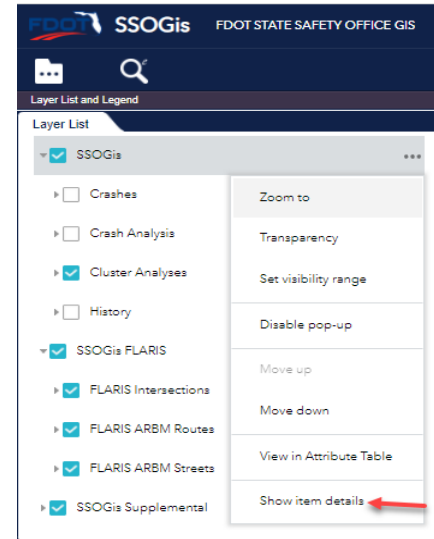 FDOT SSOGis FDOT STATE SAFETY OFFICE GIS
Layer List and Legend
Layer List
SSOGis
Crashes
Crash Analysis
Cluster Analyses
History
SSOGis FLARIS
FLARIS Intersections
FLARIS ARBM Routes
FLARIS ARBM Streets
SSOGis Supplemental
Zoom to
Transparency
Set visibility range
Disable pop-up
Move up
Move down
View in Attribute Table
Show item details